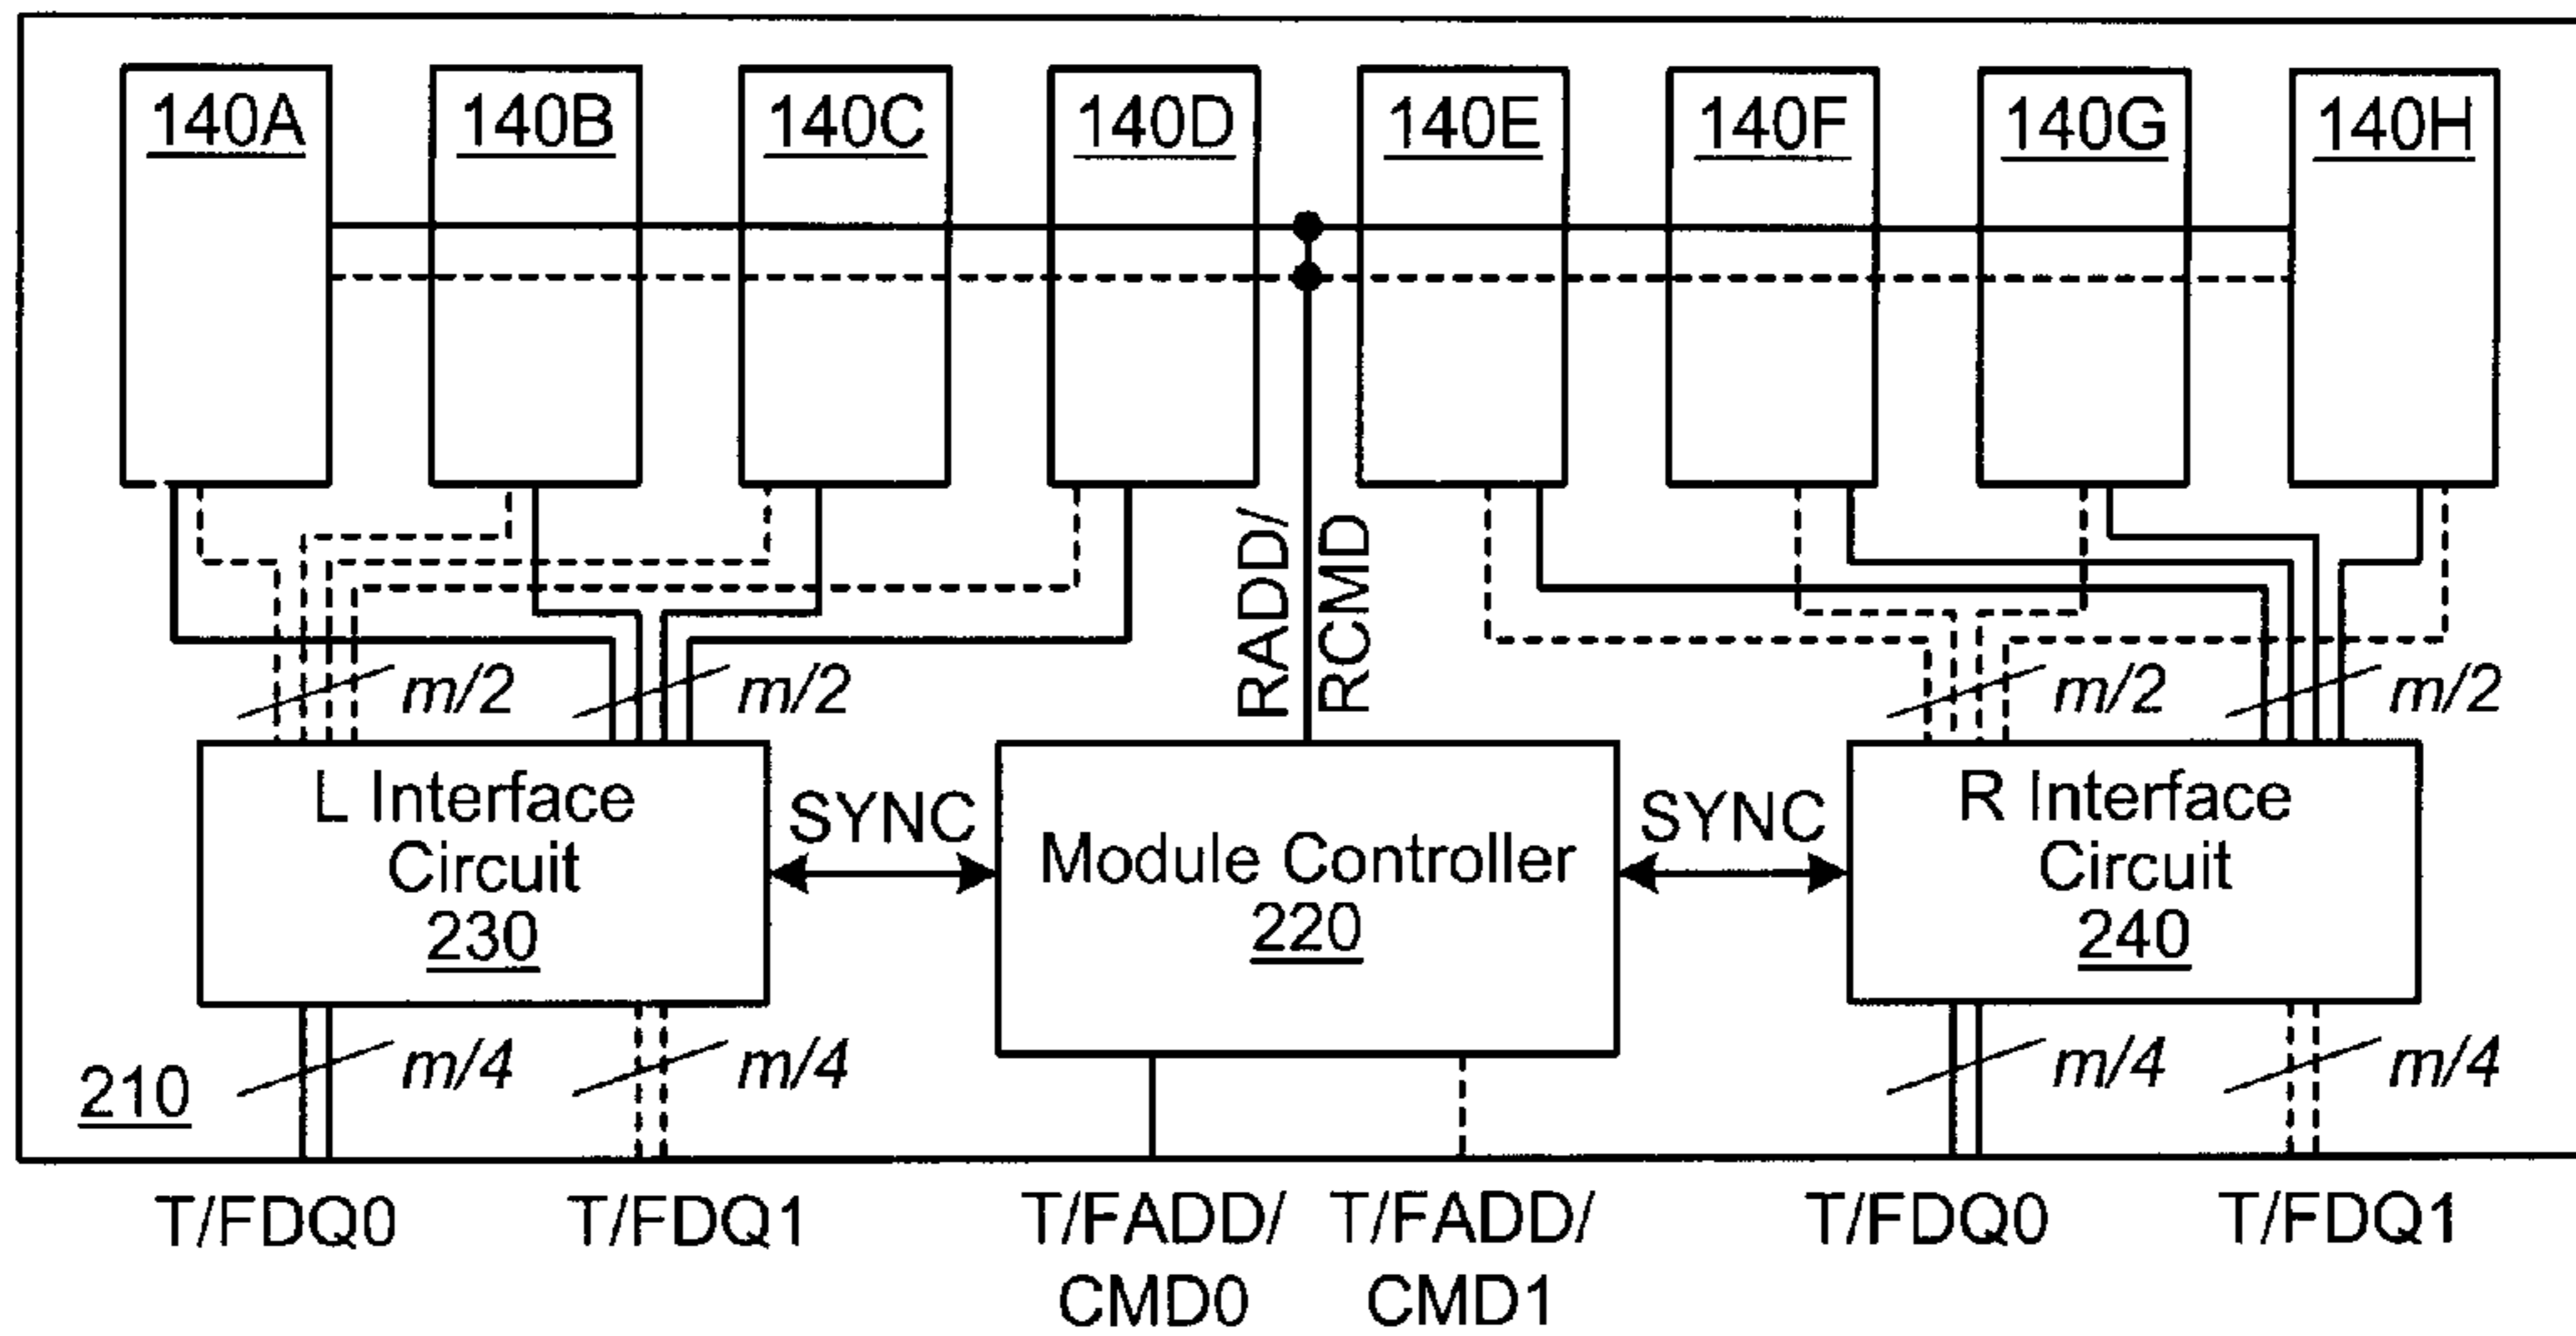 140A 140B 140C 140D 140E 140F 140G 140H
RADD/
RCMD
m/2 m/2 m/2 m/2
L Interface
Circuit
230
SYNC
Module Controller
220
SYNC
R Interface
Circuit
240
210
m/4 m/4 m/4 m/4
T/FDQ0 T/FDQ1 T/FADD/ T/FADD/ T/FDQ0 T/FDQ1
CMD0 CMD1